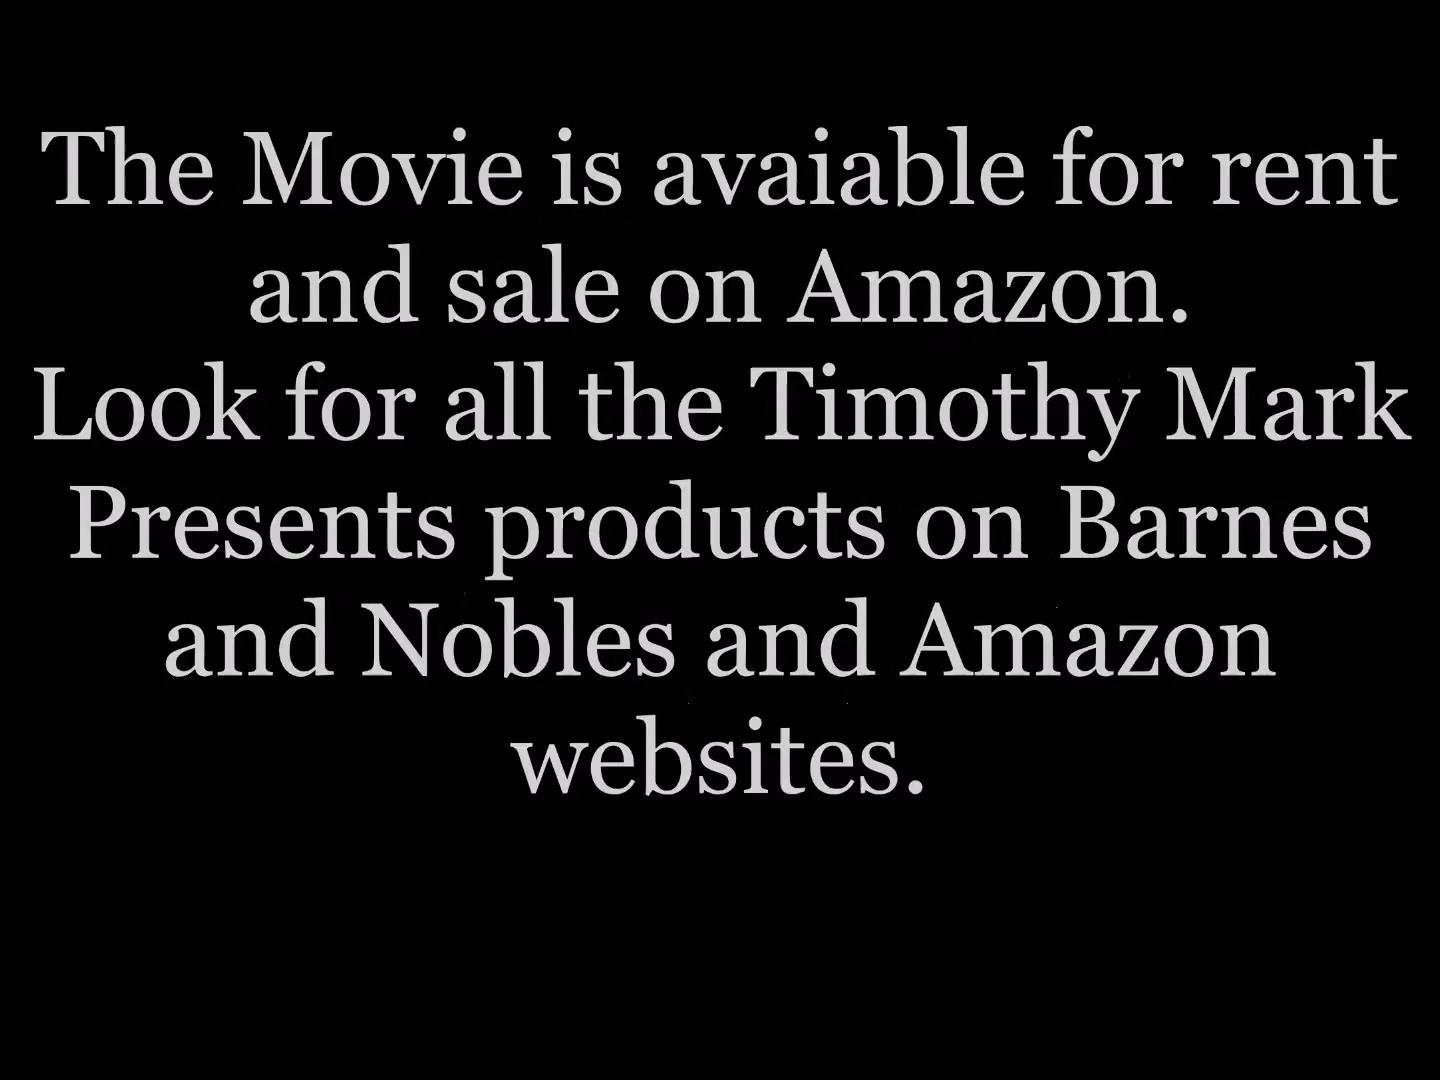 The Movie is avaiable for rent
and sale on Amazon.
Look for all the Timothy Mark
Presents products on Barnes
and Nobles and Amazon
websites.